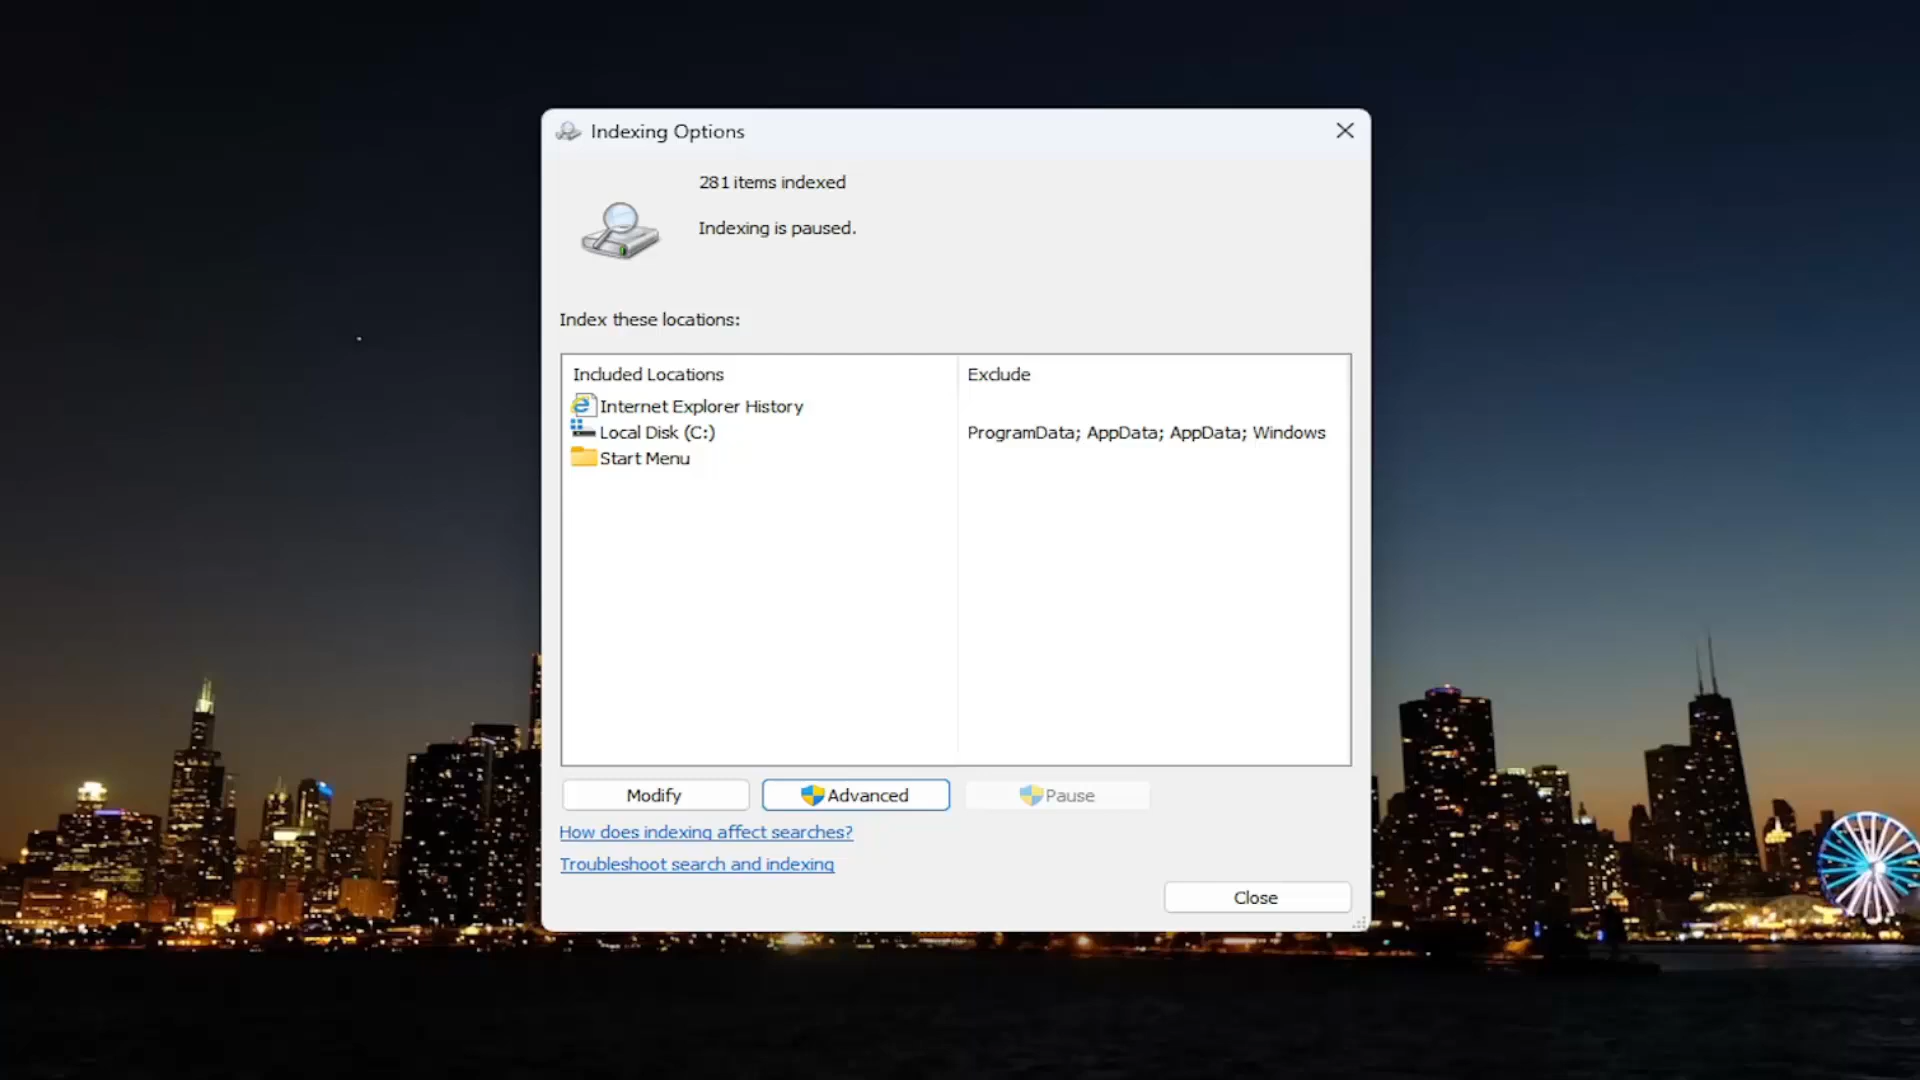 Indexing Options
281 items indexed
Indexing is paused.
Index these locations:
Included Locations Exclude
Internet Explorer History
Local Disk (C:) ProgramData; AppData; AppData; Windows
Start Menu
Modify Advanced Pause
How does indexing affect searches?
Troubleshoot search and indexing
Close